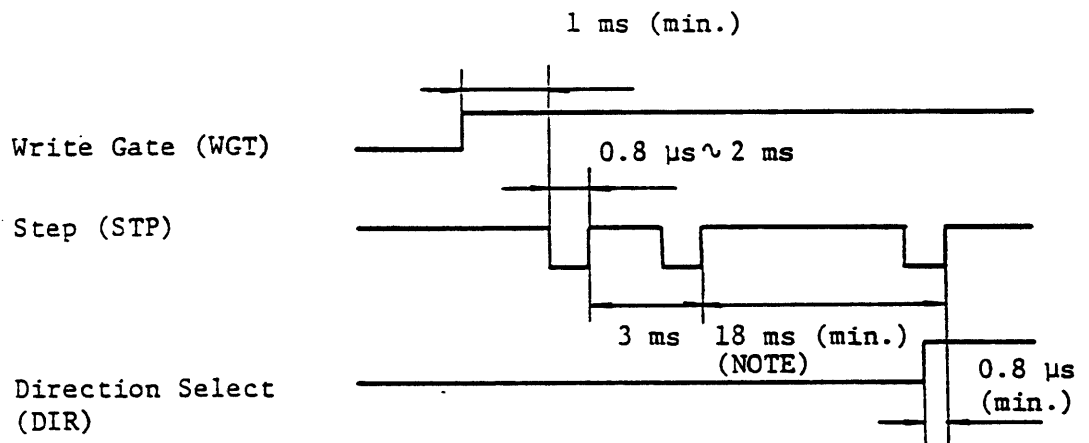 1 ms (min.)
Write Gate (WGT)
0.8 μs ~ 2 ms
Step (STP)
3 ms
18 ms (min.)
(NOTE)
Direction Select
(DIR)
0.8 μs
(min.)